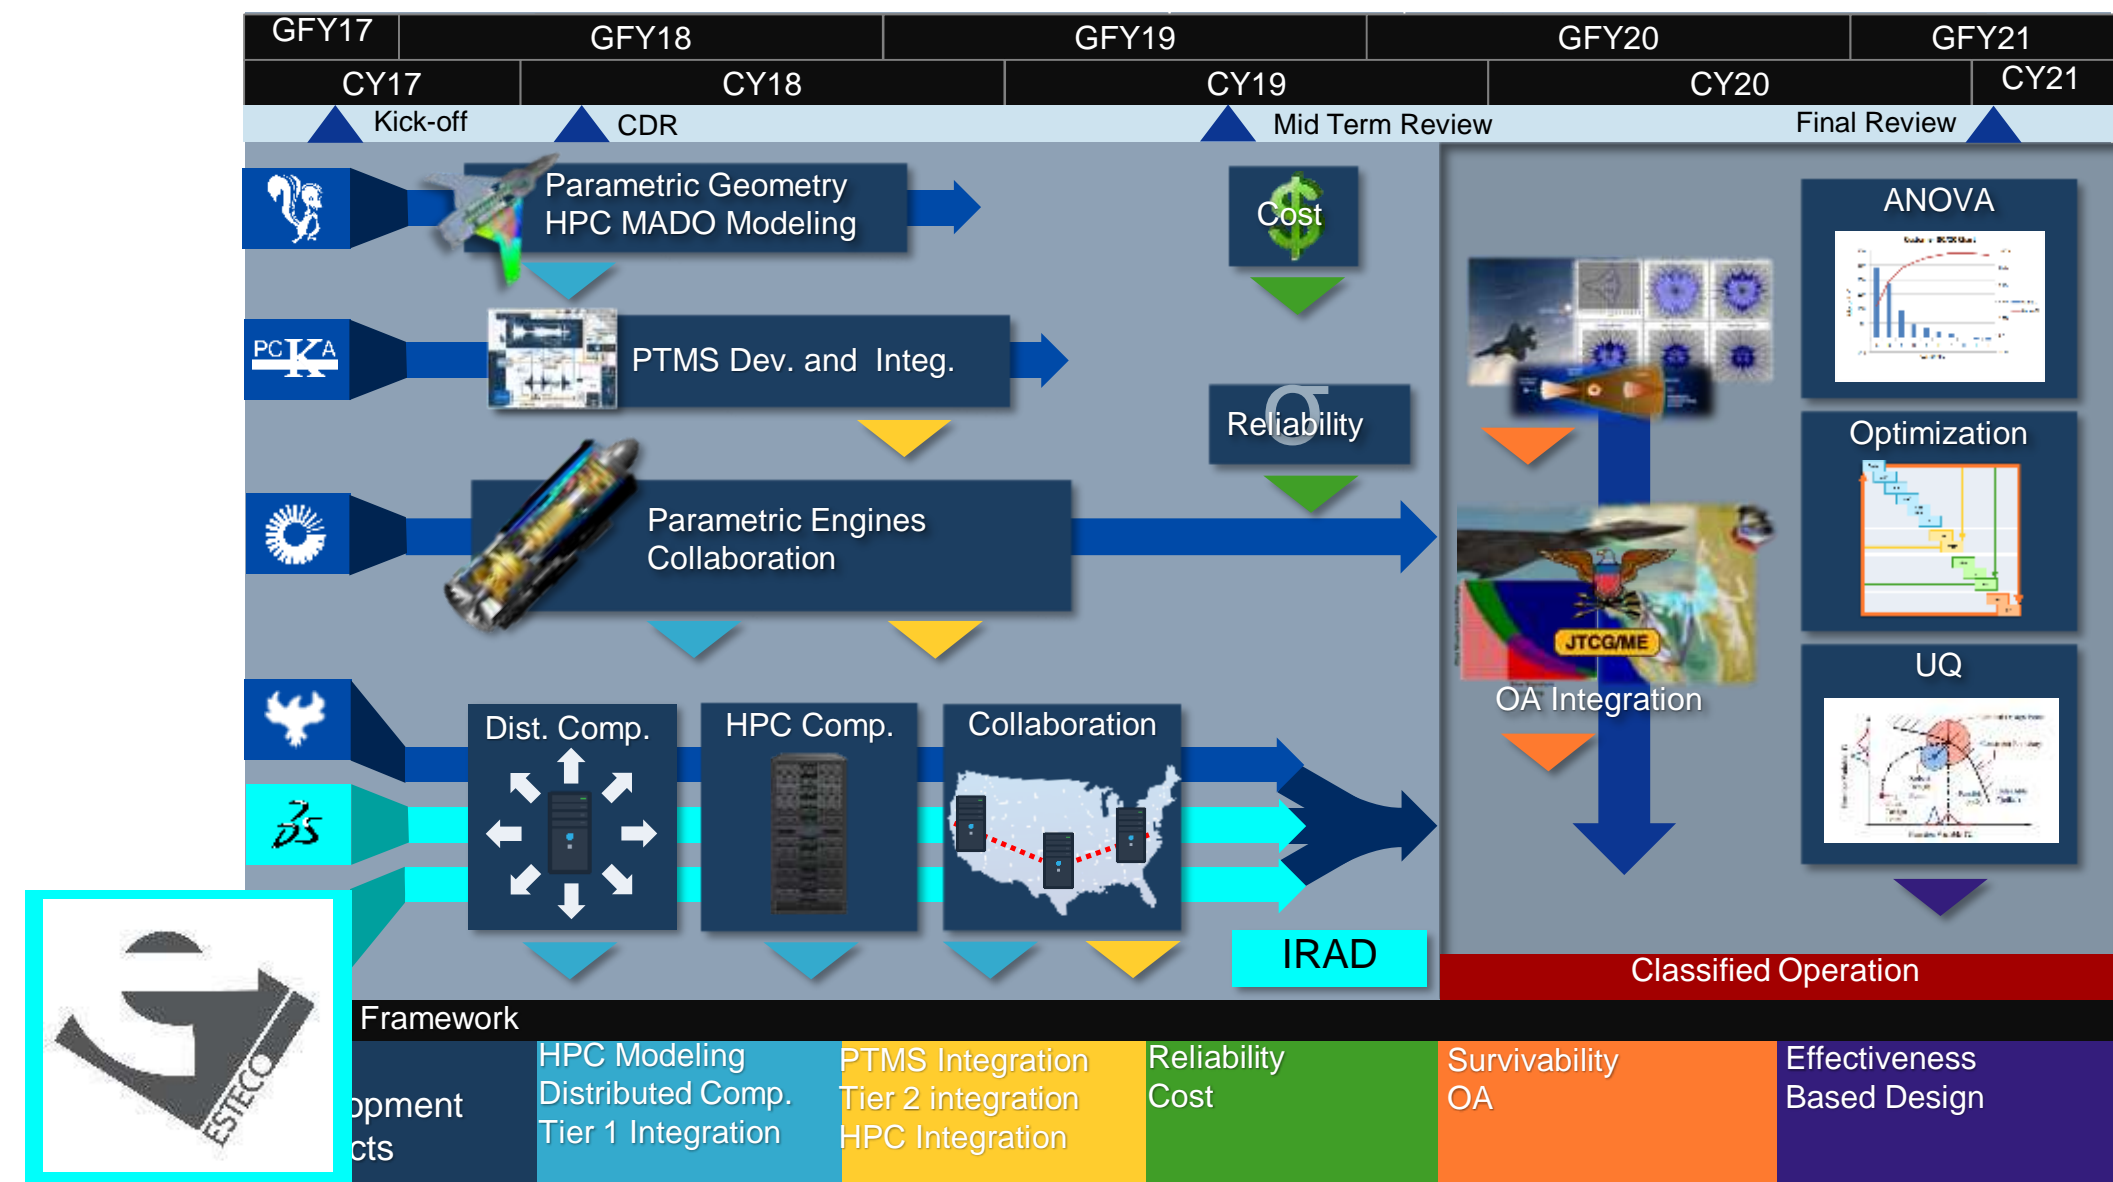 GFY17
GFY18
GFY19
GFY20
GFY21
CY17
CY18
CY19
CY20
CY21
Kick-off
CDR
Mid Term Review
Final Review
Parametric Geometry
HPC MADO Modeling
Cost
ANOVA
PC K A
PTMS Dev. and Integ.
σ
Reliability
Optimization
Parametric Engines
Collaboration
JTCG/ME
OA Integration
UQ
Dist. Comp.
HPC Comp.
Collaboration
IRAD
Classified Operation
Framework
opment
cts
HPC Modeling
Distributed Comp.
Tier 1 Integration
PTMS Integration
Tier 2 integration
HPC Integration
Reliability
Cost
Survivability
OA
Effectiveness
Based Design
ESTECO